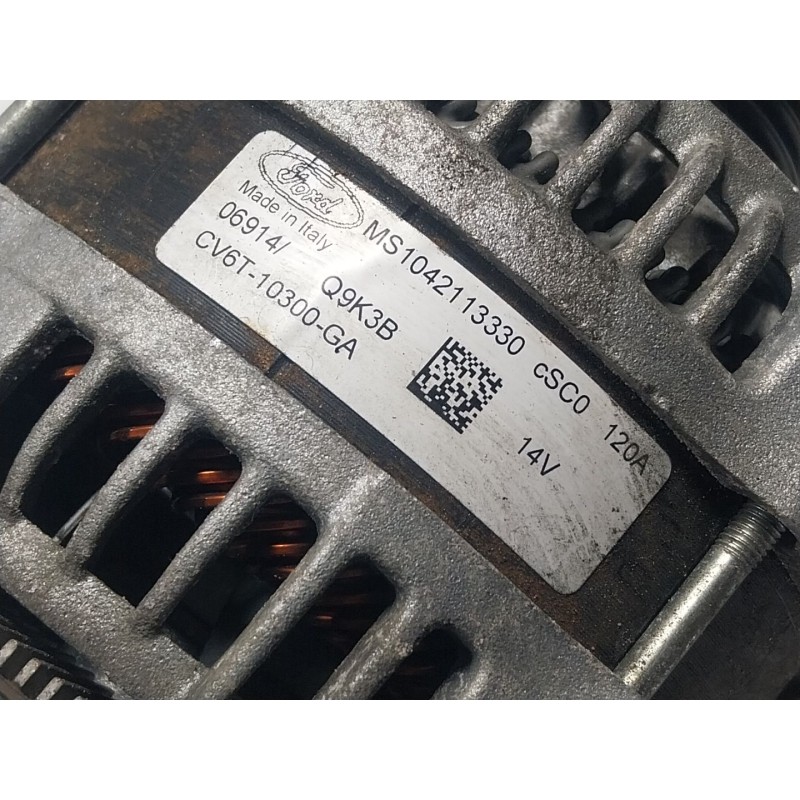 Ford
Made in Italy
MS1042113330 cSC0 120A
06914/ Q9K3B
CV6T-10300-GA
14V